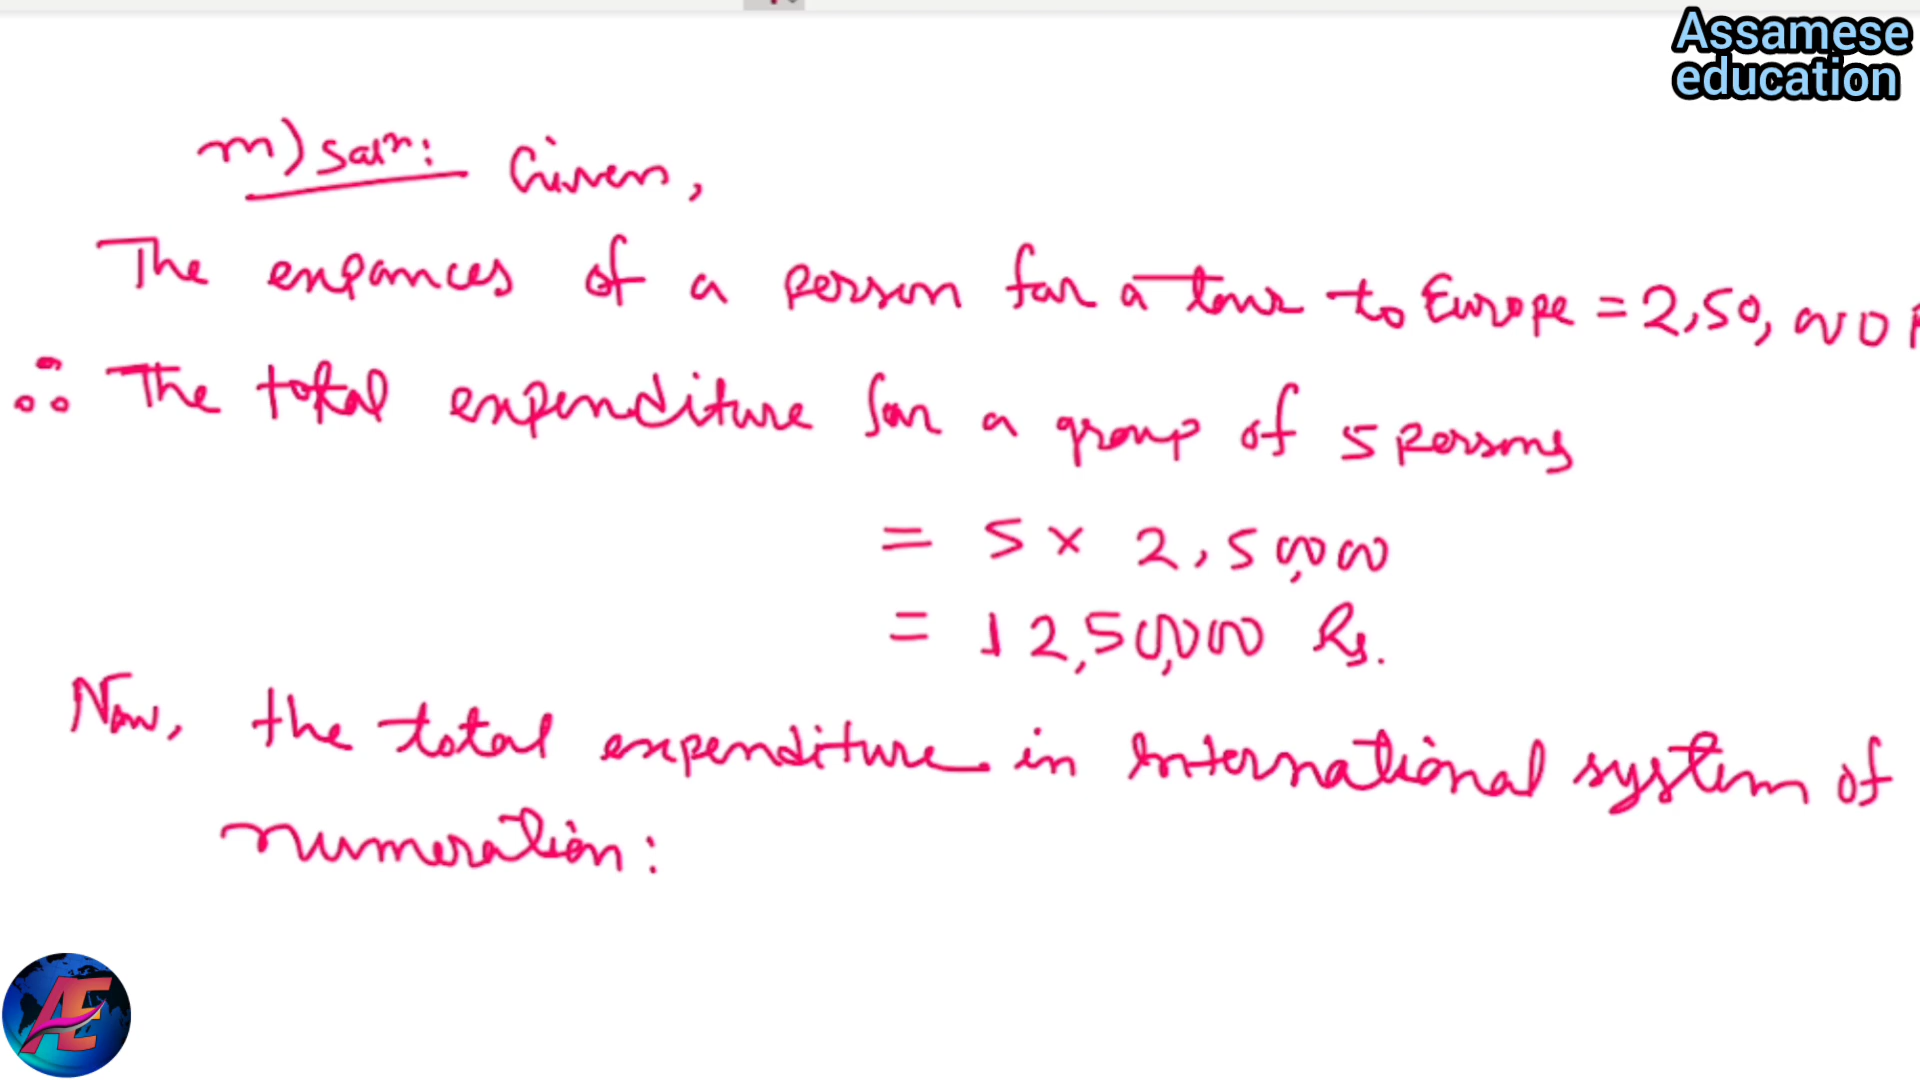 Assamese
education
m) Solⁿ: Given,
The expances of a person for a tour to Europe = 2,50,000
∴ The total expenditure for a group of 5 persons
= 5 × 2,50,000
= 12,50,000 Rs.
Now, the total expenditure in International system of
numeration:
AE